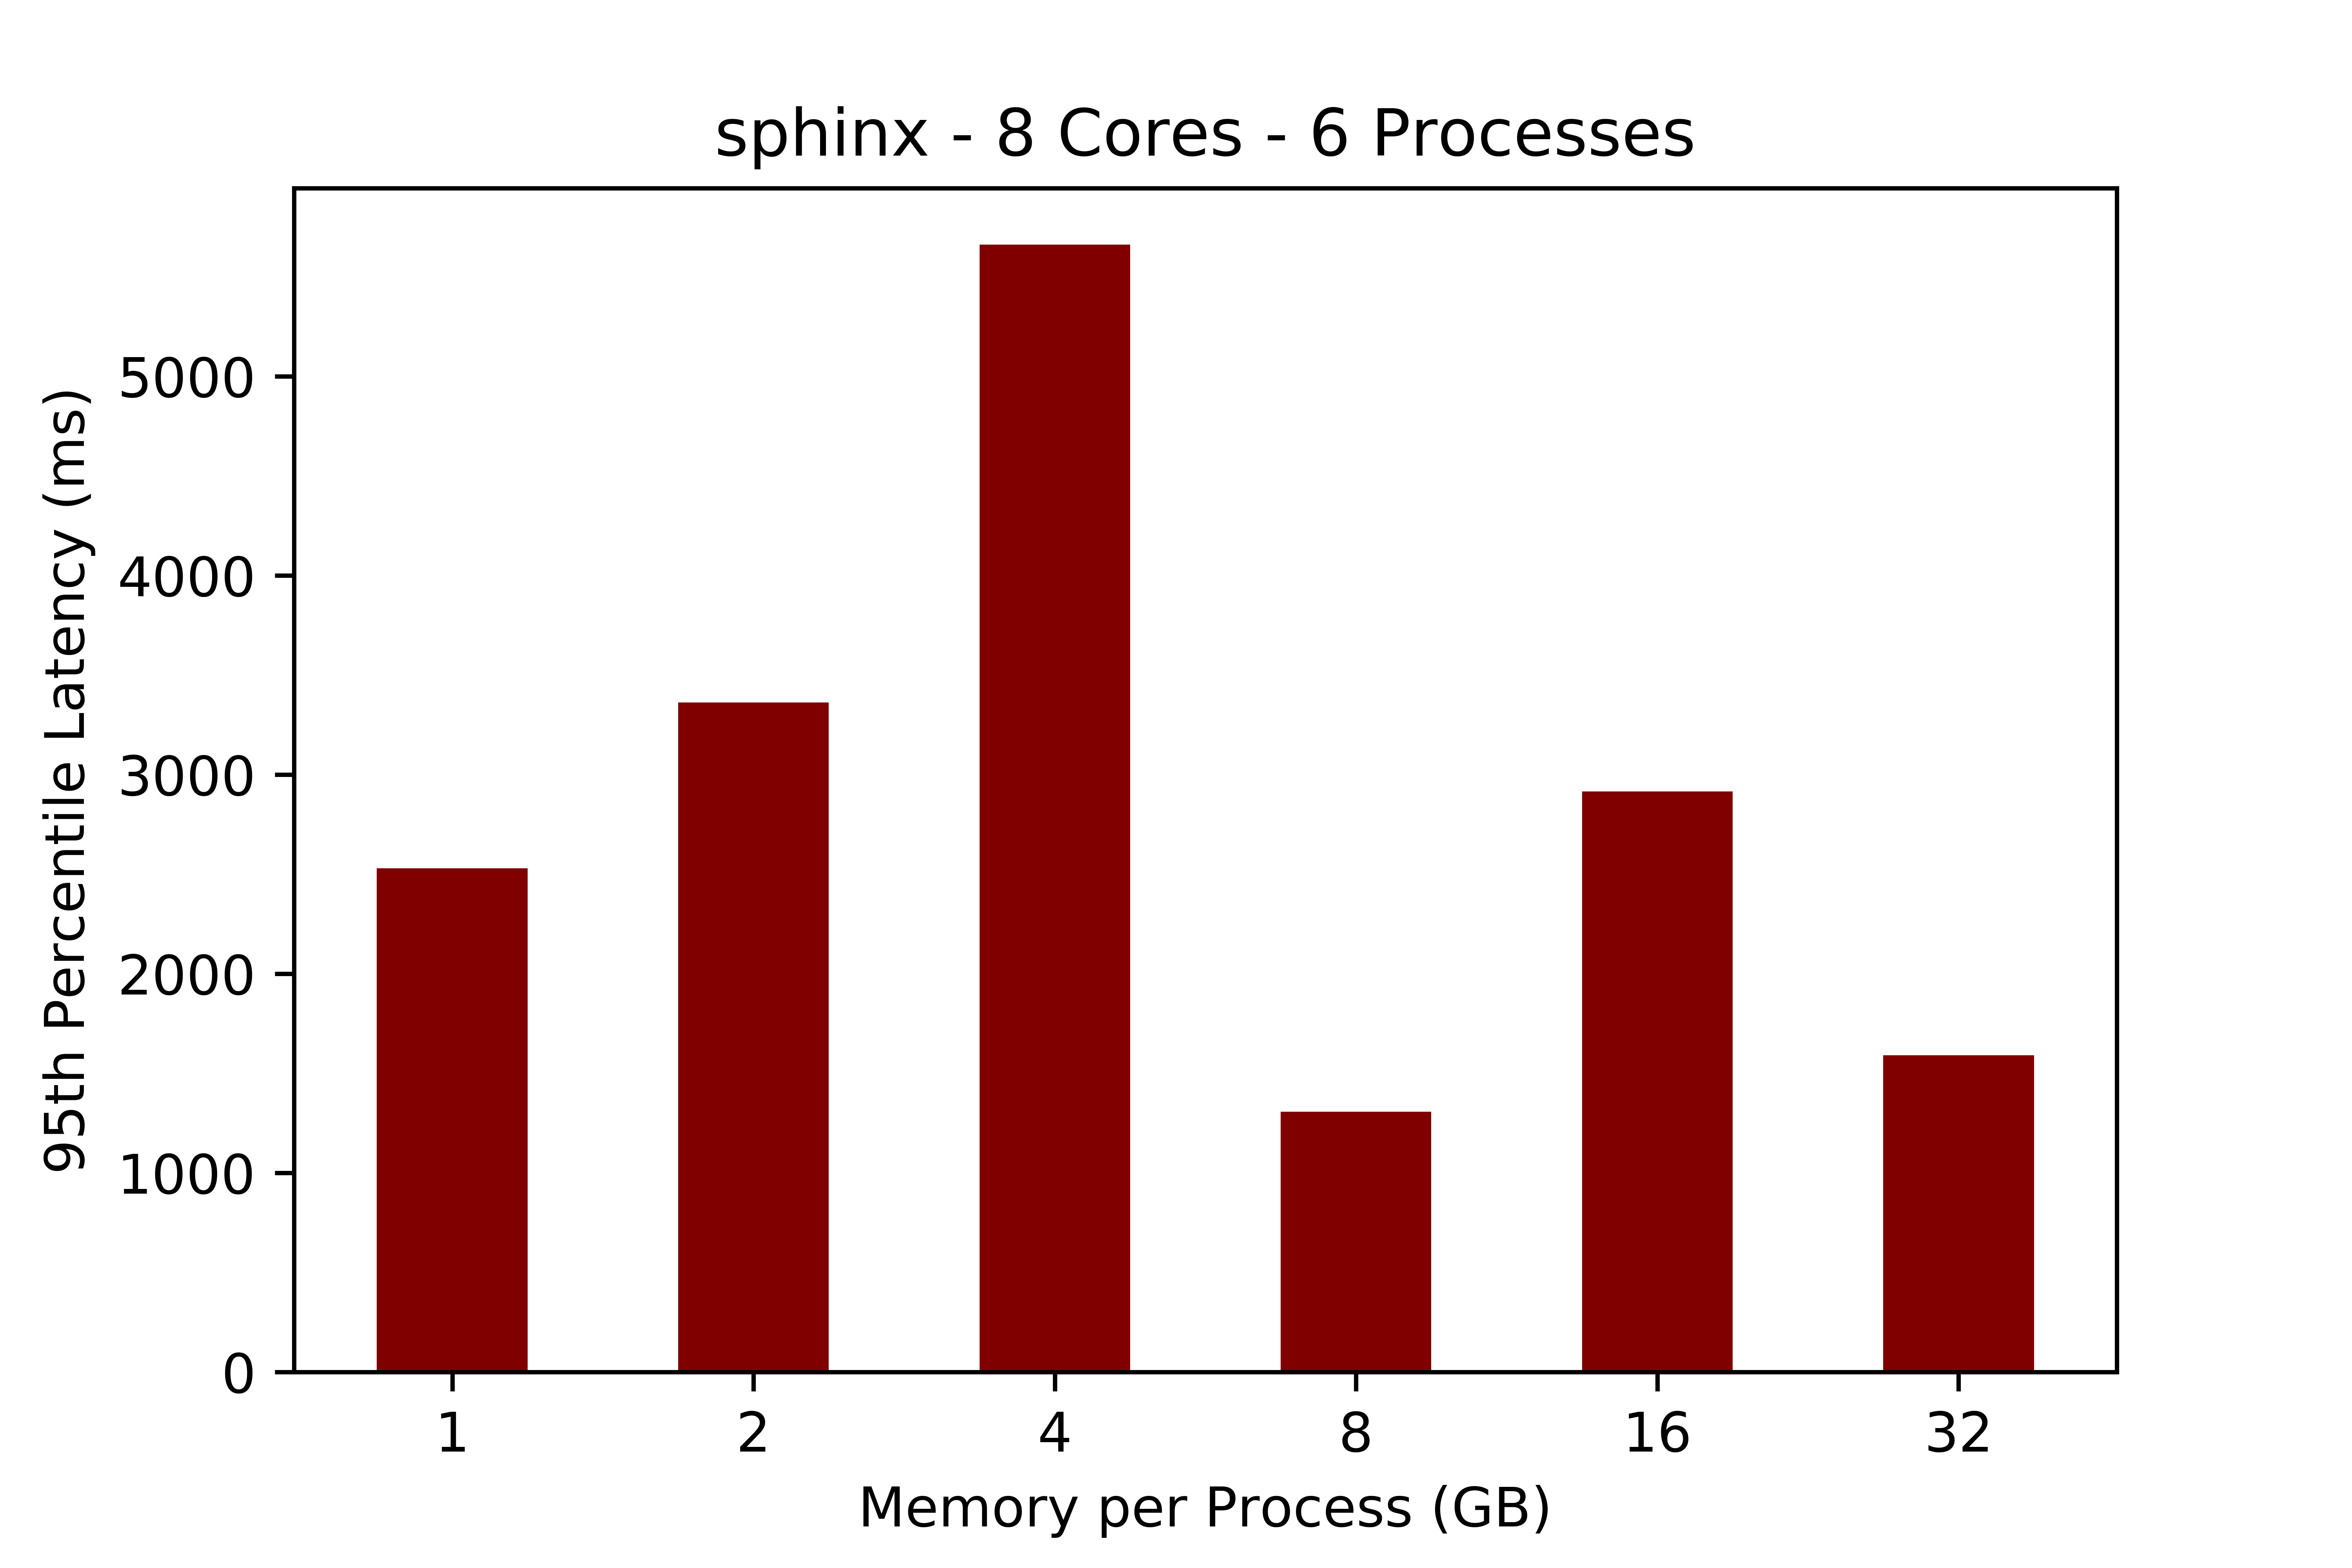 sphinx - 8 Cores - 6 Processes
95th Percentile Latency (ms)
5000
4000
3000
2000
1000
0
1 2 4 8 16 32
Memory per Process (GB)